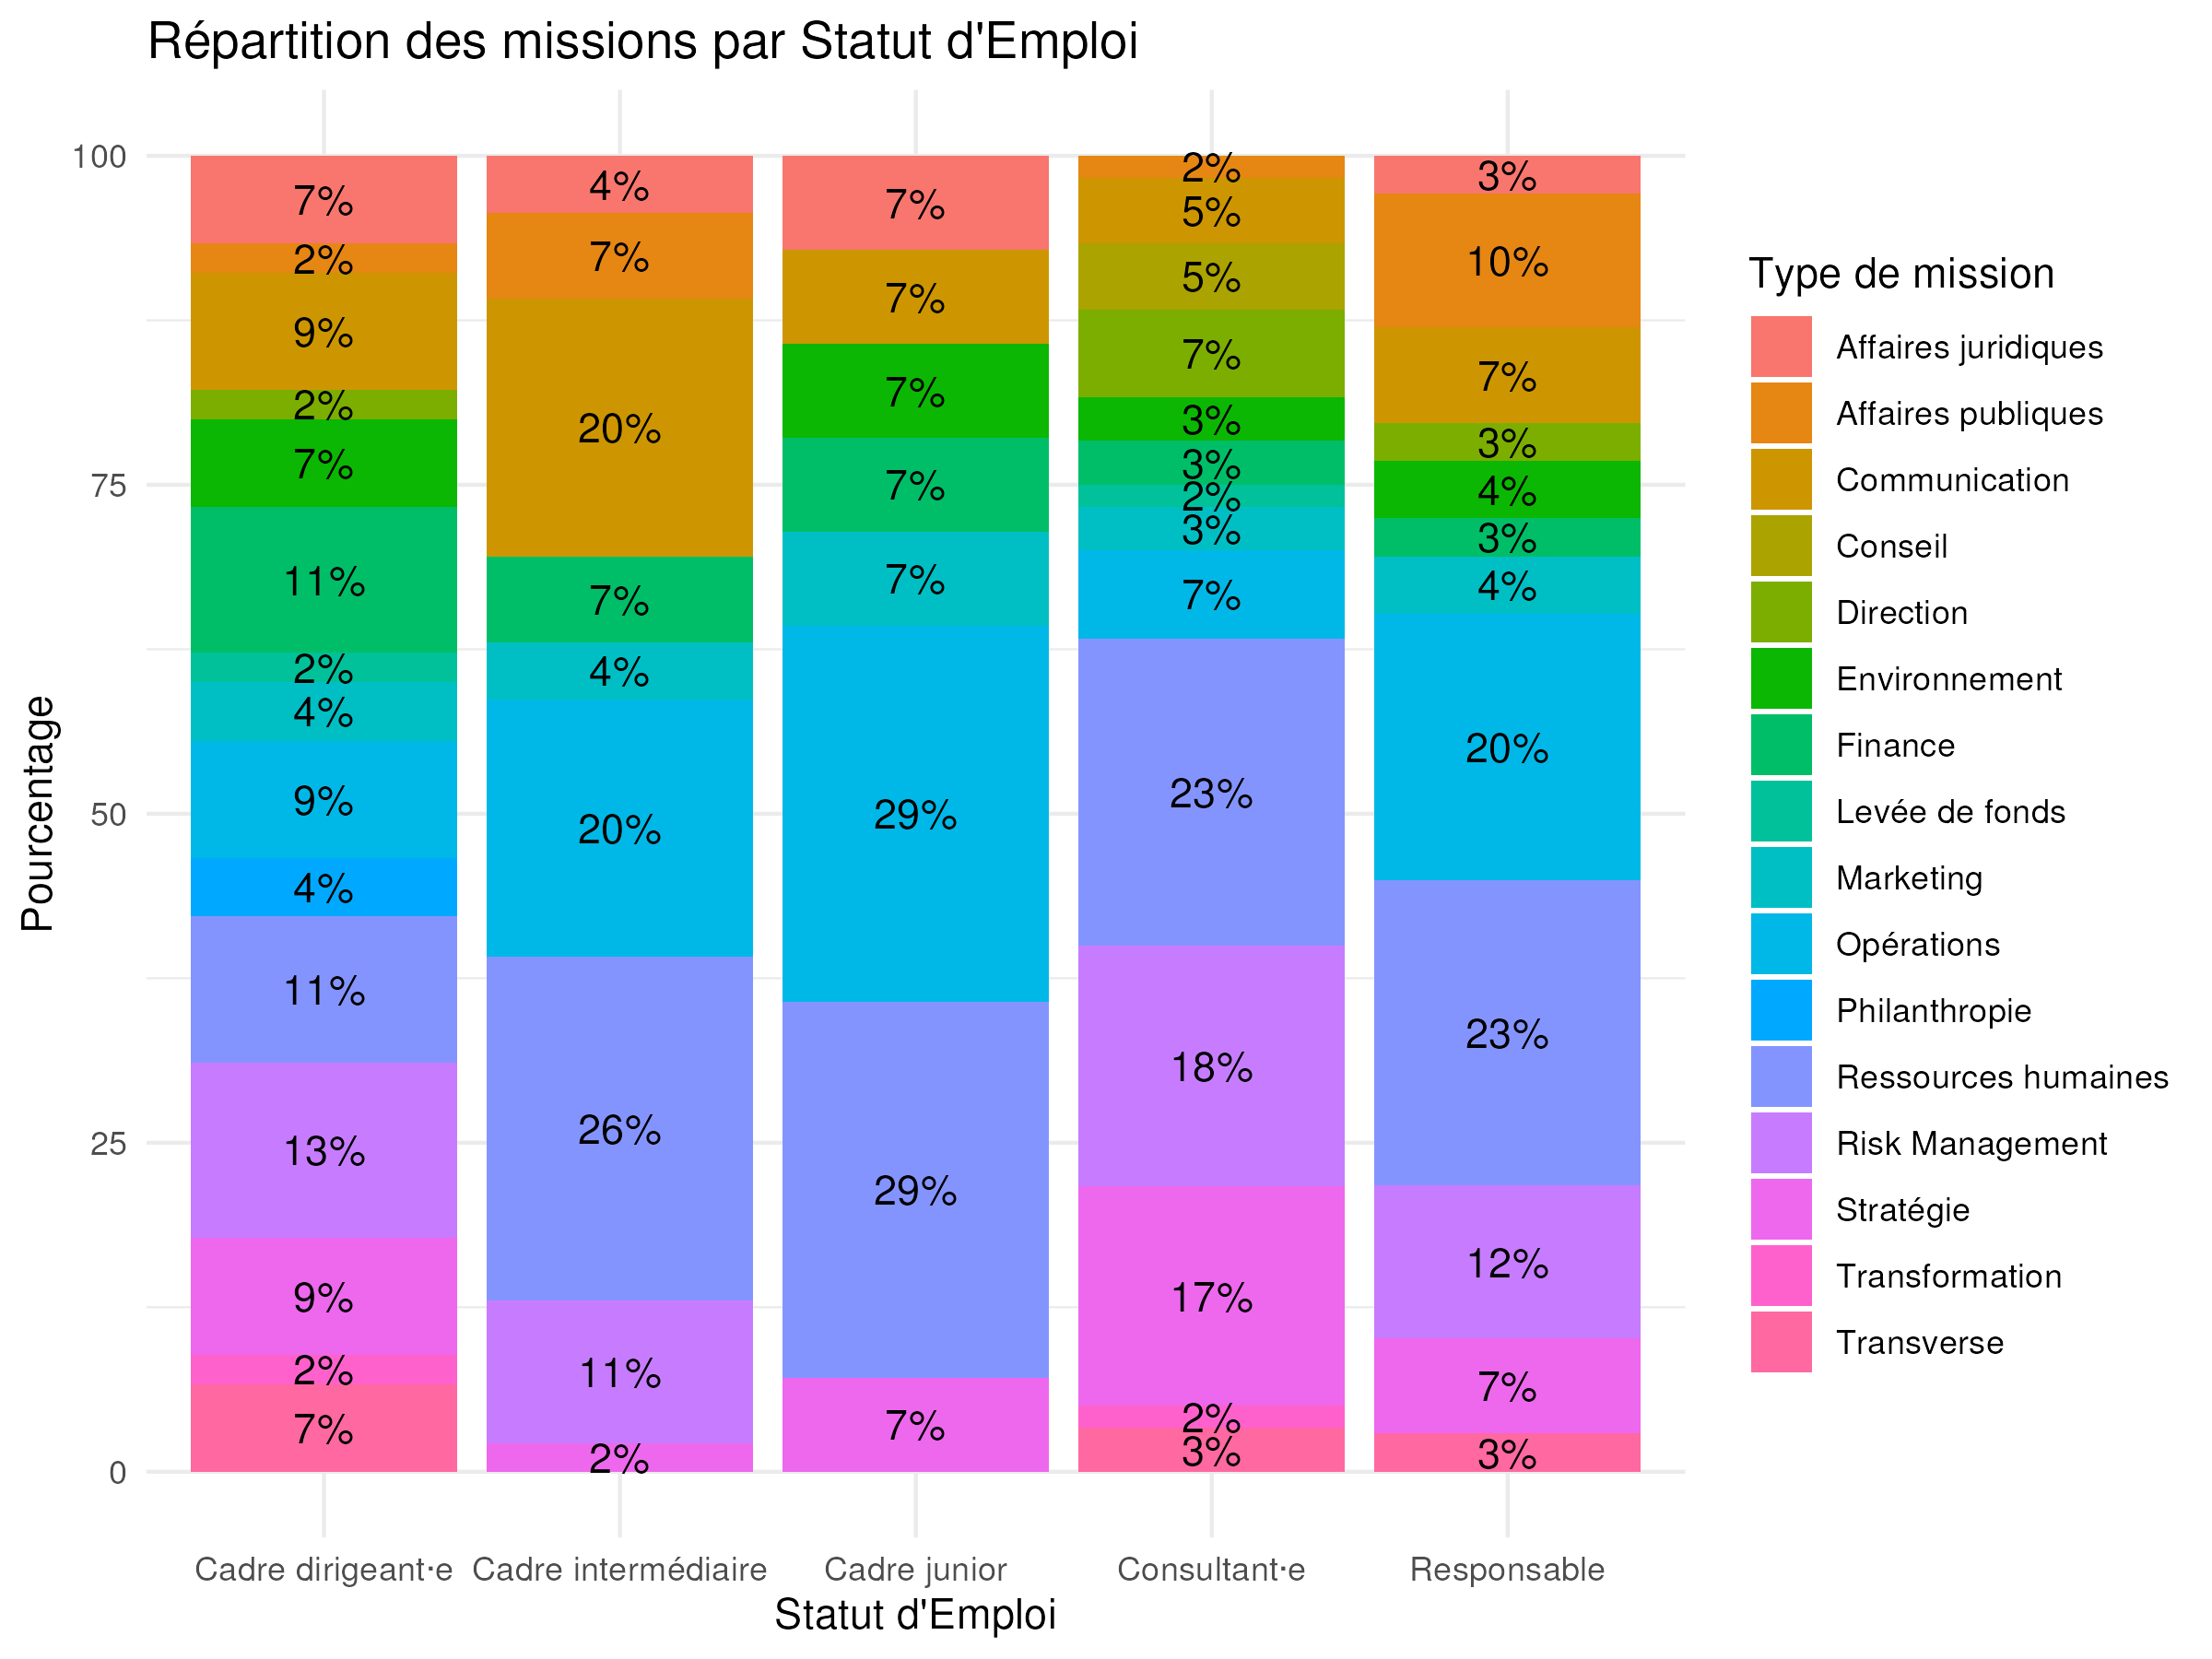 Répartition des missions par Statut d'Emploi
Pourcentage
100
75
50
25
0
7%
2%
9%
2%
7%
11%
2%
4%
9%
4%
11%
13%
9%
2%
7%
4%
7%
20%
7%
4%
20%
26%
11%
2%
7%
7%
7%
7%
7%
29%
29%
7%
2%
5%
5%
7%
3%
3%
2%
3%
7%
23%
18%
17%
2%
3%
3%
10%
7%
3%
4%
3%
4%
20%
23%
12%
7%
3%
Cadre dirigeant·e
Cadre intermédiaire
Cadre junior
Consultant·e
Responsable
Statut d'Emploi
Type de mission
Affaires juridiques
Affaires publiques
Communication
Conseil
Direction
Environnement
Finance
Levée de fonds
Marketing
Opérations
Philanthropie
Ressources humaines
Risk Management
Stratégie
Transformation
Transverse